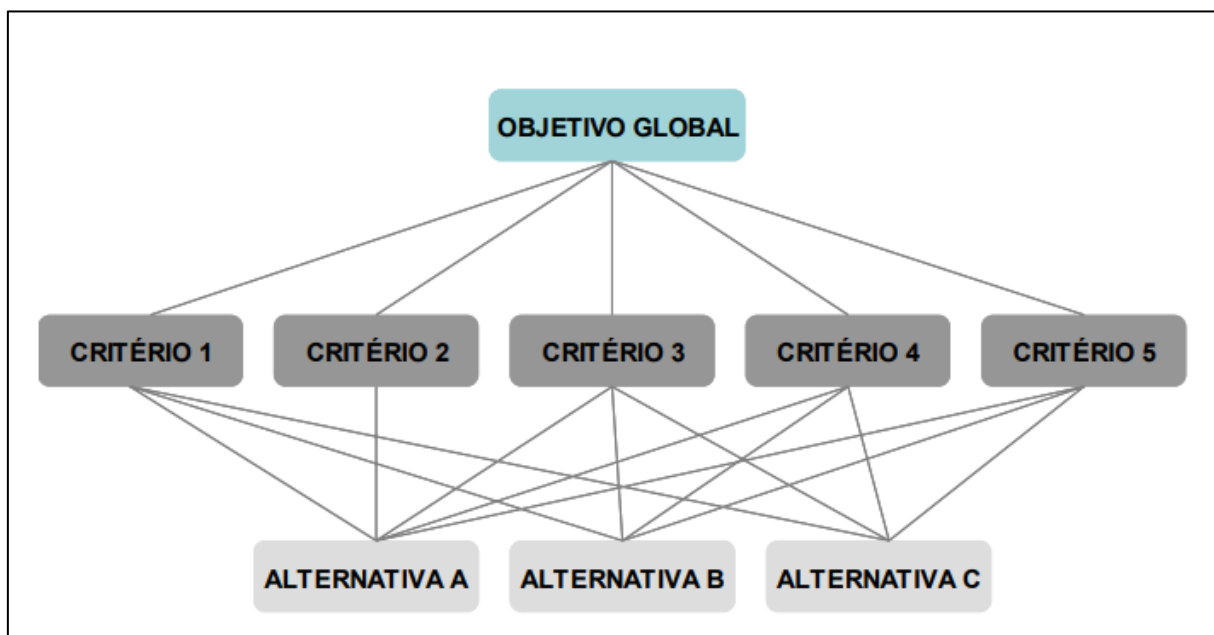 OBJETIVO GLOBAL
CRITÉRIO 1
CRITÉRIO 2
CRITÉRIO 3
CRITÉRIO 4
CRITÉRIO 5
ALTERNATIVA A
ALTERNATIVA B
ALTERNATIVA C